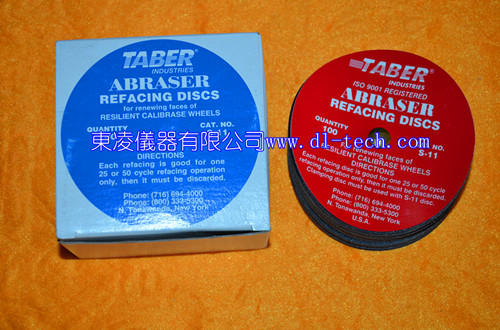 TABER®
INDUSTRIES
ABRASER
REFACING DISCS
for renewing faces of
RESILIENT CALIBRASE WHEELS
QUANTITY
CAT. NO.
DIRECTIONS
Each refacing is good for one
25 or 50 cycle refacing operation
only, then it must be discarded.
Phone: (716) 694-4000
Phone: (800) 333-5300
N. Tonawanda, New York
TABER®
INDUSTRIES
ISO 9001 REGISTERED
ABRASER
REFACING DISCS
QUANTITY
100
NO.
S-11
for renewing faces of
RESILIENT CALIBRASE WHEELS
DIRECTIONS
Each refacing disc is good for one
25 or 50 cycle refacing operation
only, then it must be discarded.
Clamping disc must be used with S-11 disc.
Phone: (716) 694-4000
Phone: (800) 333-5300
N. Tonawanda, New York
U.S.A.
東凌儀器有限公司www.dl-tech.com